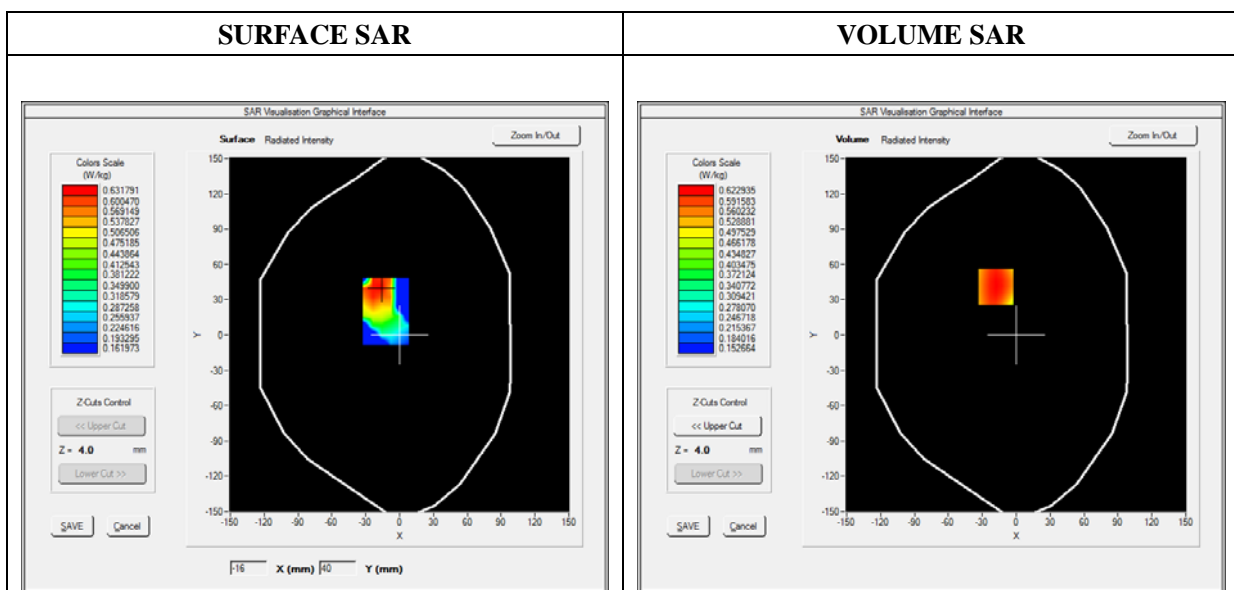 SURFACE SAR
VOLUME SAR
SAR Visualisation Graphical Interface
Surface Radiated Intensity
Zoom In/Out
Colors Scale
(W/kg)
0.631791
0.600470
0.569149
0.537827
0.506506
0.475185
0.443864
0.412543
0.381222
0.349900
0.318579
0.287258
0.255937
0.224616
0.193295
0.161973
Z-Cuts Control
<< Upper Cut
Z = 4.0 mm
Lower Cut >>
SAVE Cancel
150
120
90
60
30
0
-30
-60
-90
-120
-150
Y
-150 -120 -90 -60 -30 0 30 60 90 120 150
X
-16 X (mm) 40 Y (mm)
SAR Visualisation Graphical Interface
Volume Radiated Intensity
Zoom In/Out
Colors Scale
(W/kg)
0.622935
0.591583
0.560232
0.528881
0.497529
0.466178
0.434827
0.403475
0.372124
0.340772
0.309421
0.278070
0.246718
0.215367
0.184016
0.152664
Z-Cuts Control
<< Upper Cut
Z = 4.0 mm
Lower Cut >>
SAVE Cancel
150
120
90
60
30
0
-30
-60
-90
-120
-150
Y
-150 -120 -90 -60 -30 0 30 60 90 120 150
X